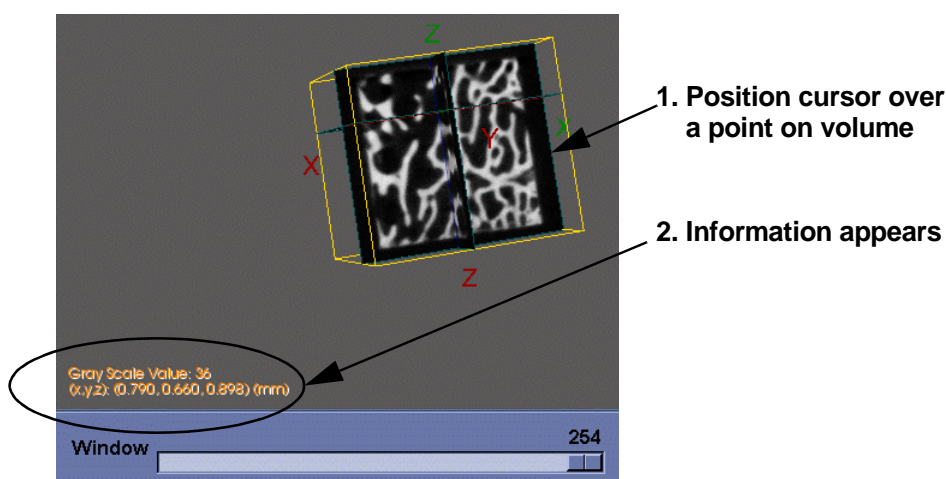 Z
1. Position cursor over
a point on volume
X
Y
X
2. Information appears
Z
Gray Scale Value: 36
(x,y,z): (0.790, 0.660, 0.898) (mm)
Window
254